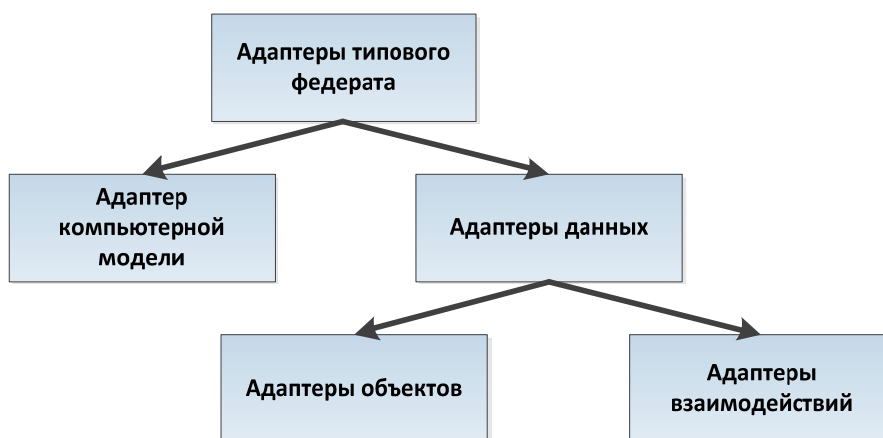 Адаптеры типового
федерата
Адаптер
компьютерной
модели
Адаптеры данных
Адаптеры объектов
Адаптеры
взаимодействий